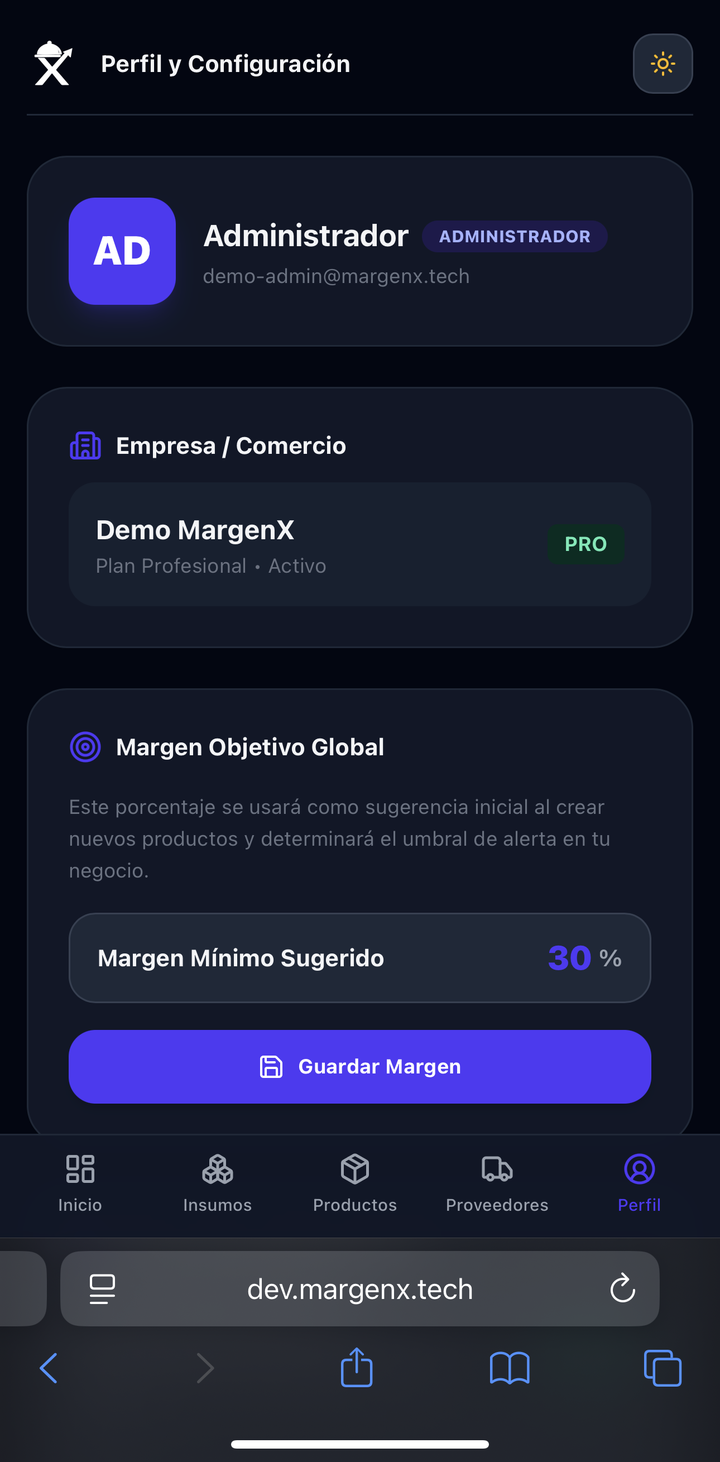 Perfil y Configuración
AD
Administrador ADMINISTRADOR
demo-admin@margenx.tech
Empresa / Comercio
Demo MargenX
Plan Profesional • Activo
PRO
Margen Objetivo Global
Este porcentaje se usará como sugerencia inicial al crear
nuevos productos y determinará el umbral de alerta en tu
negocio.
Margen Mínimo Sugerido 30 %
Guardar Margen
Inicio Insumos Productos Proveedores Perfil
dev.margenx.tech